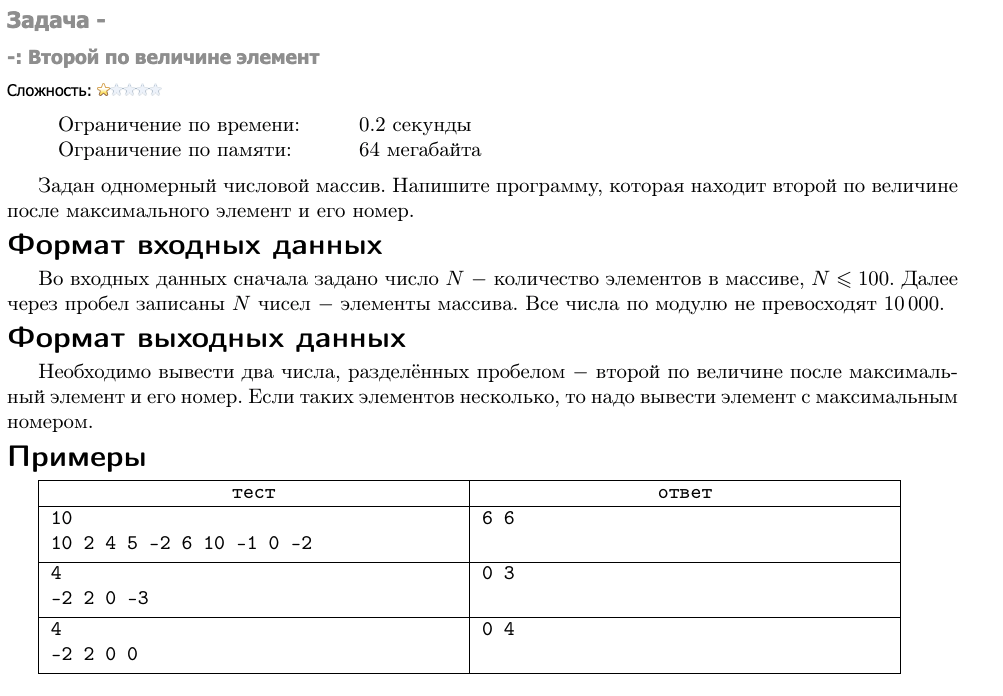 Задача -
-: Второй по величине элемент
Сложность:
Ограничение по времени: 0.2 секунды
Ограничение по памяти: 64 мегабайта
Задан одномерный числовой массив. Напишите программу, которая находит второй по величине
после максимального элемент и его номер.
Формат входных данных
Во входных данных сначала задано число N − количество элементов в массиве, N ⩽ 100. Далее
через пробел записаны N чисел − элементы массива. Все числа по модулю не превосходят 10 000.
Формат выходных данных
Необходимо вывести два числа, разделённых пробелом − второй по величине после максималь-
ный элемент и его номер. Если таких элементов несколько, то надо вывести элемент с максимальным
номером.
Примеры
тест ответ
10 6 6
10 2 4 5 -2 6 10 -1 0 -2
4 0 3
-2 2 0 -3
4 0 4
-2 2 0 0